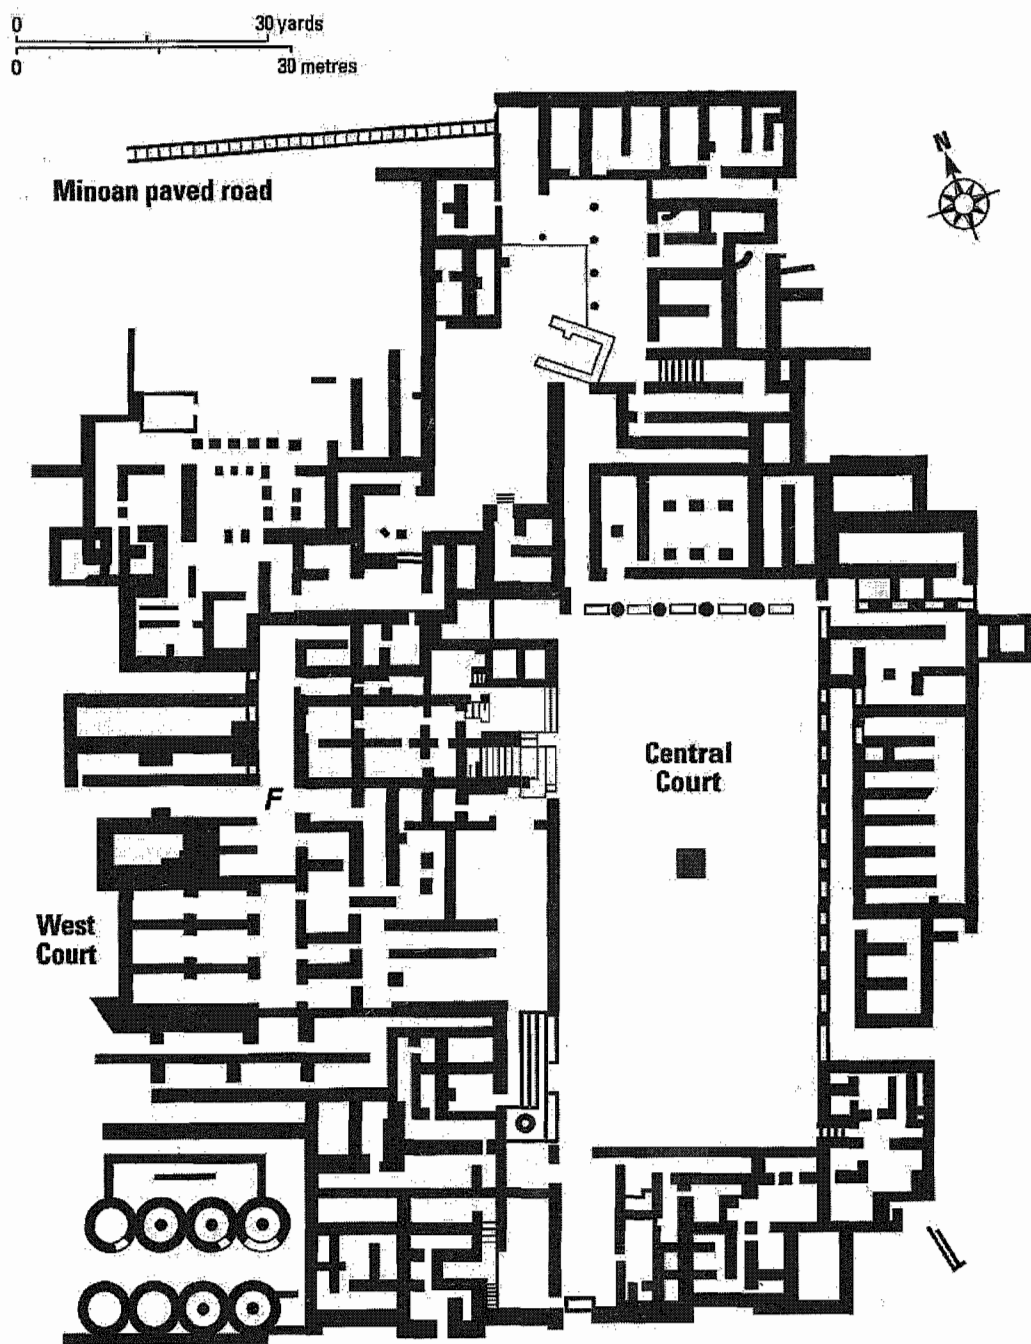 0 30 yards
0 30 metres
N
Minoan paved road
Central
Court
F
West
Court